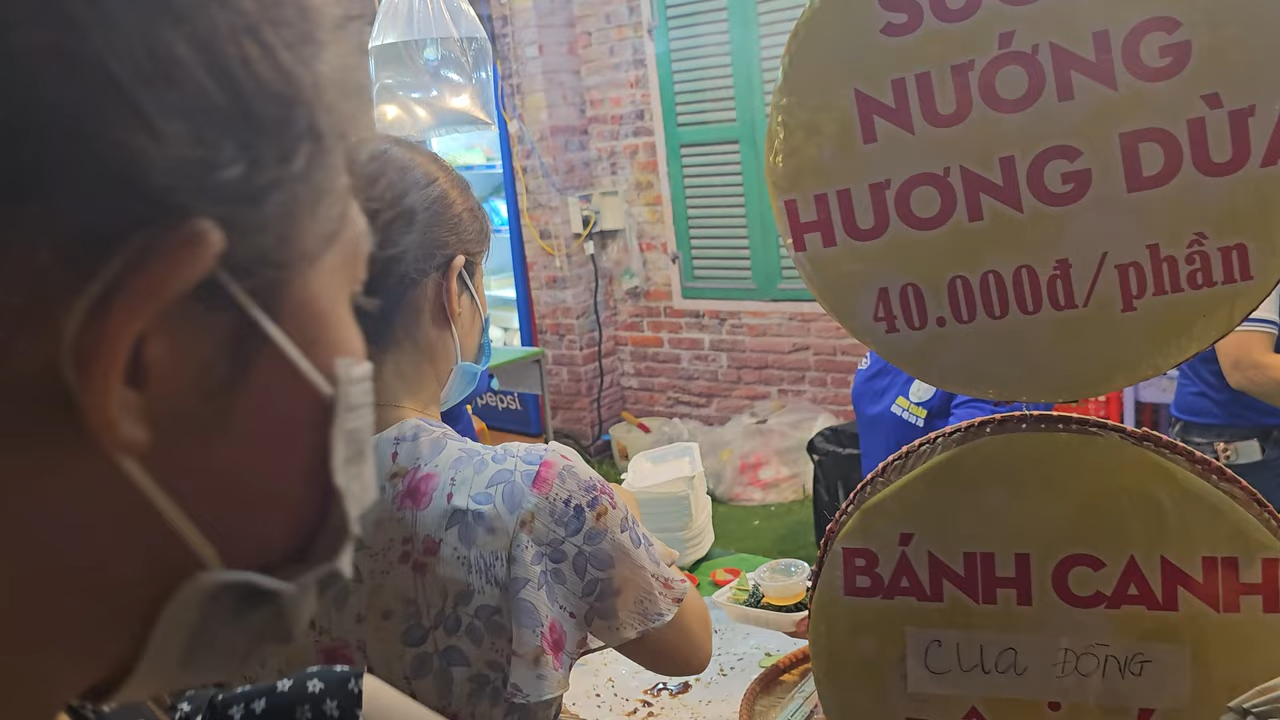 NƯỚNG
HƯƠNG DỪA
40.000đ/phần
BÁNH CANH
CUA ĐỒNG
pepsi